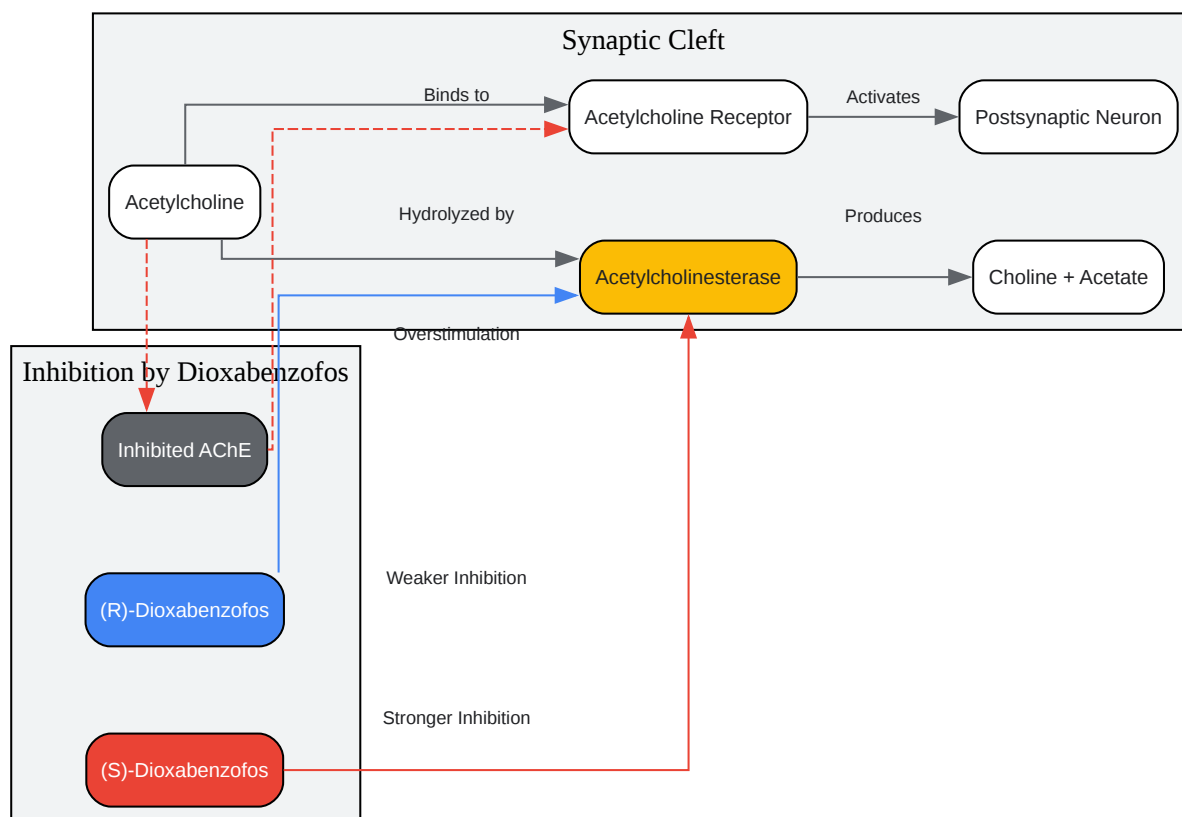 Synaptic Cleft
Binds to
Acetylcholine Receptor
Activates
Postsynaptic Neuron
Acetylcholine
Hydrolyzed by
Produces
Acetylcholinesterase
Choline + Acetate
Overstimulation
Inhibition by Dioxabenzofos
Inhibited AChE
Weaker Inhibition
(R)-Dioxabenzofos
Stronger Inhibition
(S)-Dioxabenzofos